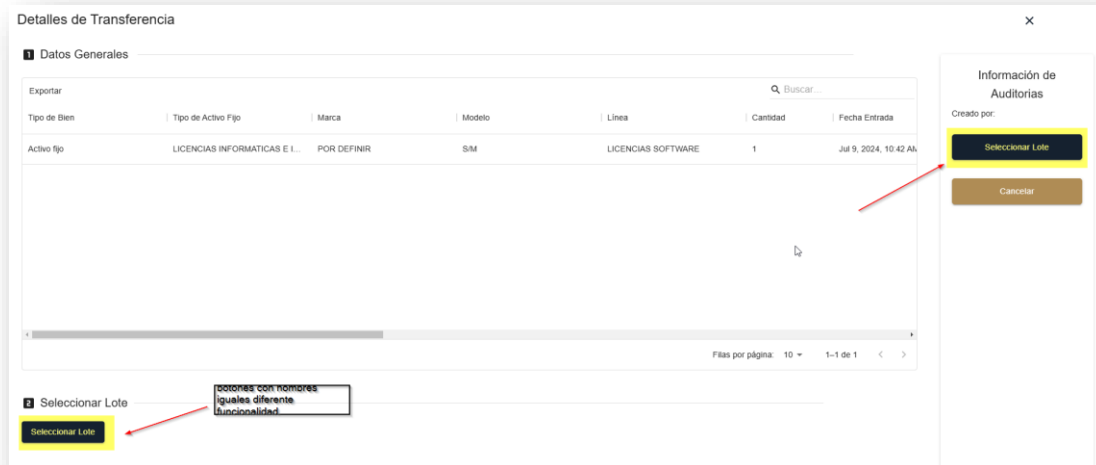 Detalles de Transferencia
1 Datos Generales
Exportar
Buscar...
Tipo de Bien Tipo de Activo Fijo Marca Modelo Línea Cantidad Fecha Entrada
Activo fijo LICENCIAS INFORMATICAS E I... POR DEFINIR S/M LICENCIAS SOFTWARE 1 Jul 9, 2024, 10:42 AM
Filas por página: 10 1–1 de 1
2 Seleccionar Lote
Seleccionar Lote
botones con nombres
iguales diferente
funcionalidad
Información de
Auditorias
Creado por:
Seleccionar Lote
Cancelar